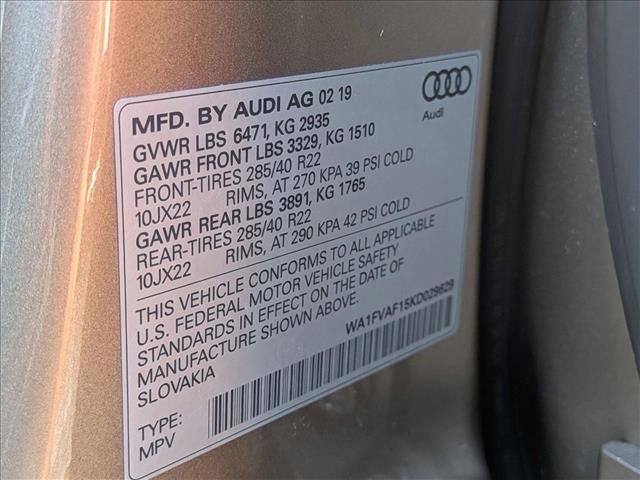 MFD. BY AUDI AG 02 19
Audi
GVWR LBS 6471, KG 2935
GAWR FRONT LBS 3329, KG 1510
FRONT-TIRES 285/40 R22
10JX22 RIMS, AT 270 KPA 39 PSI COLD
GAWR REAR LBS 3891, KG 1765
REAR-TIRES 285/40 R22
10JX22 RIMS, AT 290 KPA 42 PSI COLD
THIS VEHICLE CONFORMS TO ALL APPLICABLE
U.S. FEDERAL MOTOR VEHICLE SAFETY
STANDARDS IN EFFECT ON THE DATE OF
MANUFACTURE SHOWN ABOVE.
SLOVAKIA
WA1FVAF15KD029629
TYPE:
MPV